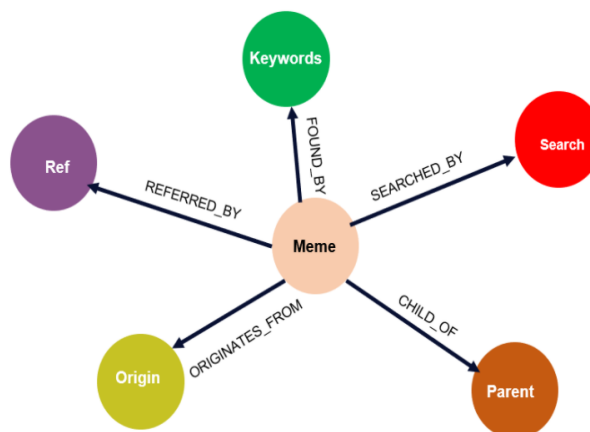 Keywords
FOUND_BY
SEARCHED_BY
Search
Ref
REFERRED_BY
Meme
ORIGINATES_FROM
CHILD_OF
Origin
Parent